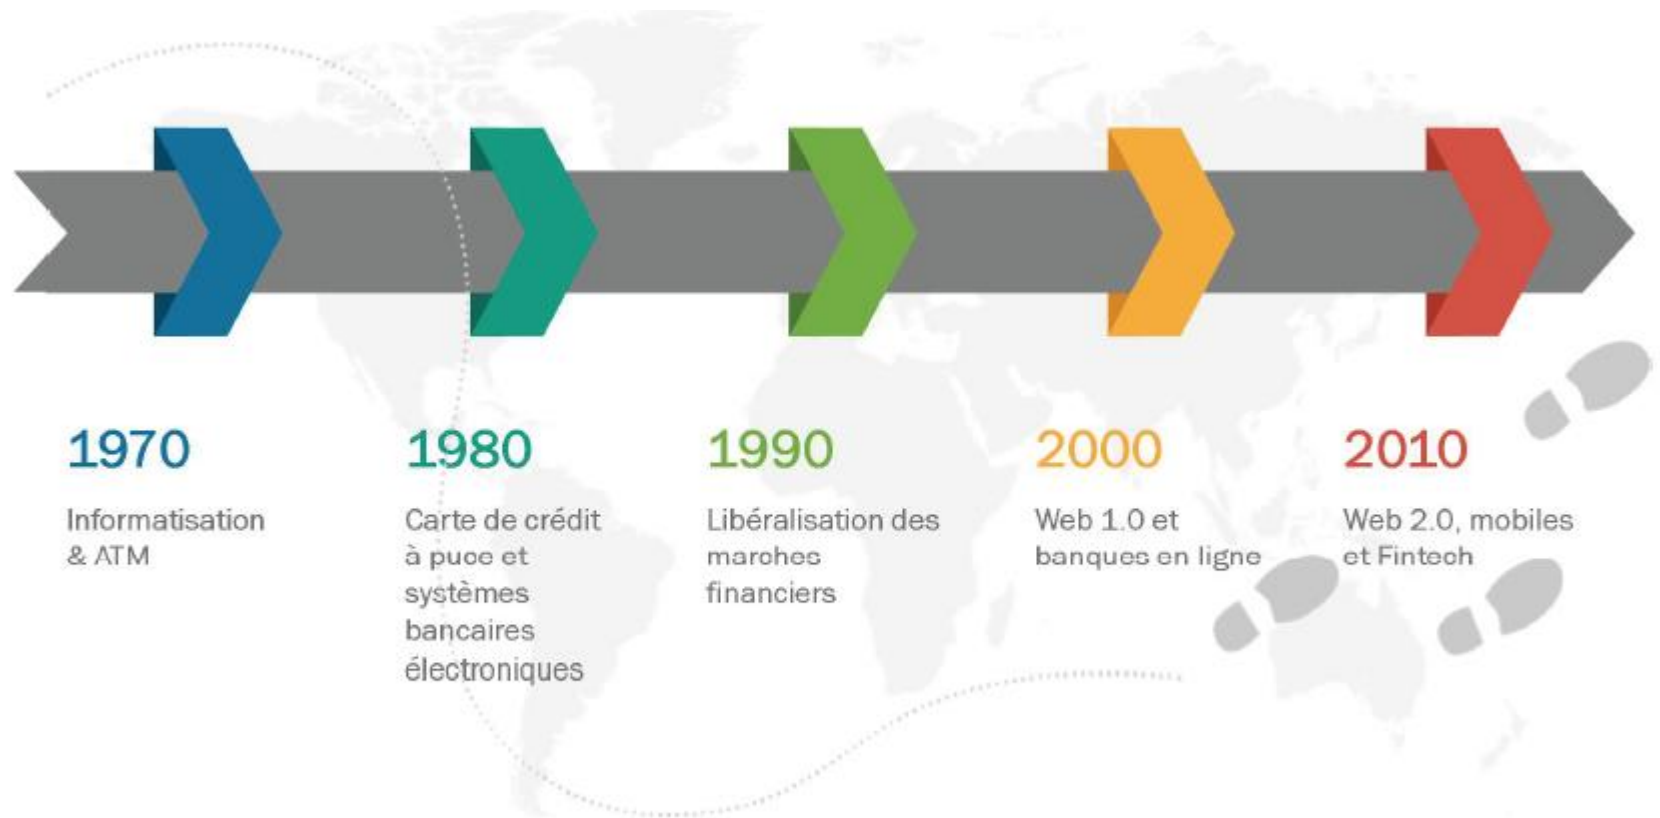 1970
Informatisation
& ATM
1980
Carte de crédit
à puce et
systèmes
bancaires
électroniques
1990
Libéralisation des
marches
financiers
2000
Web 1.0 et
banques en ligne
2010
Web 2.0, mobiles
et Fintech